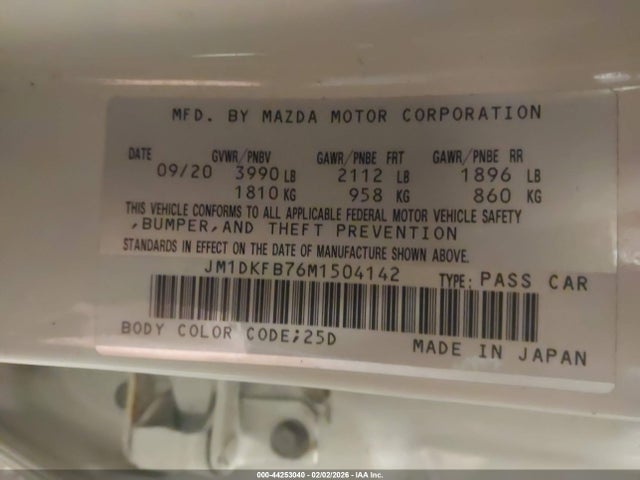 MFD. BY MAZDA MOTOR CORPORATION
DATE GVWR/PNBV GAWR/PNBE FRT GAWR/PNBE RR
09/20 3990 LB 2112 LB 1896 LB
1810 KG 958 KG 860 KG
THIS VEHICLE CONFORMS TO ALL APPLICABLE FEDERAL MOTOR VEHICLE SAFETY
,BUMPER,AND THEFT PREVENTION
STANDARDS IN EFFECT ON THE DATE OF MANUFACTURE SHOWN ABOVE.
JM1DKFB76M1504142 TYPE: PASS CAR
BODY COLOR CODE;25D MADE IN JAPAN
000-44253040 - 02/02/2026 - IAA Inc.